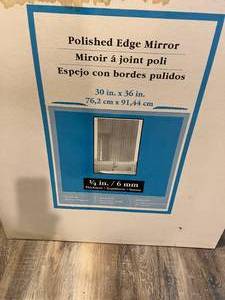 Polished Edge Mirror
Miroir á joint poli
Espejo con bordes pulidos
30 in. x 36 in.
76,2 cm x 91,44 cm
¼ in. / 6 mm